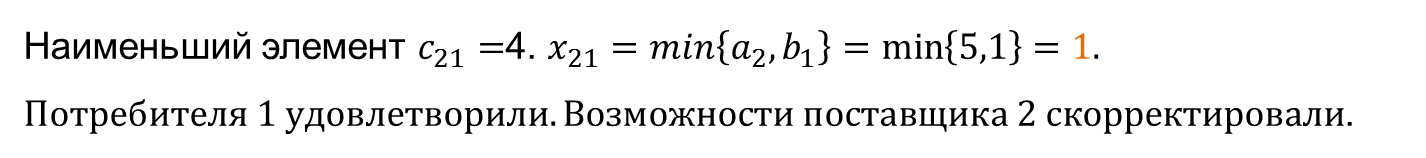 Наименьший элемент c₂₁ =4. x₂₁ = min{a₂, b₁} = min{5,1} = 1.
Потребителя 1 удовлетворили. Возможности поставщика 2 скорректировали.